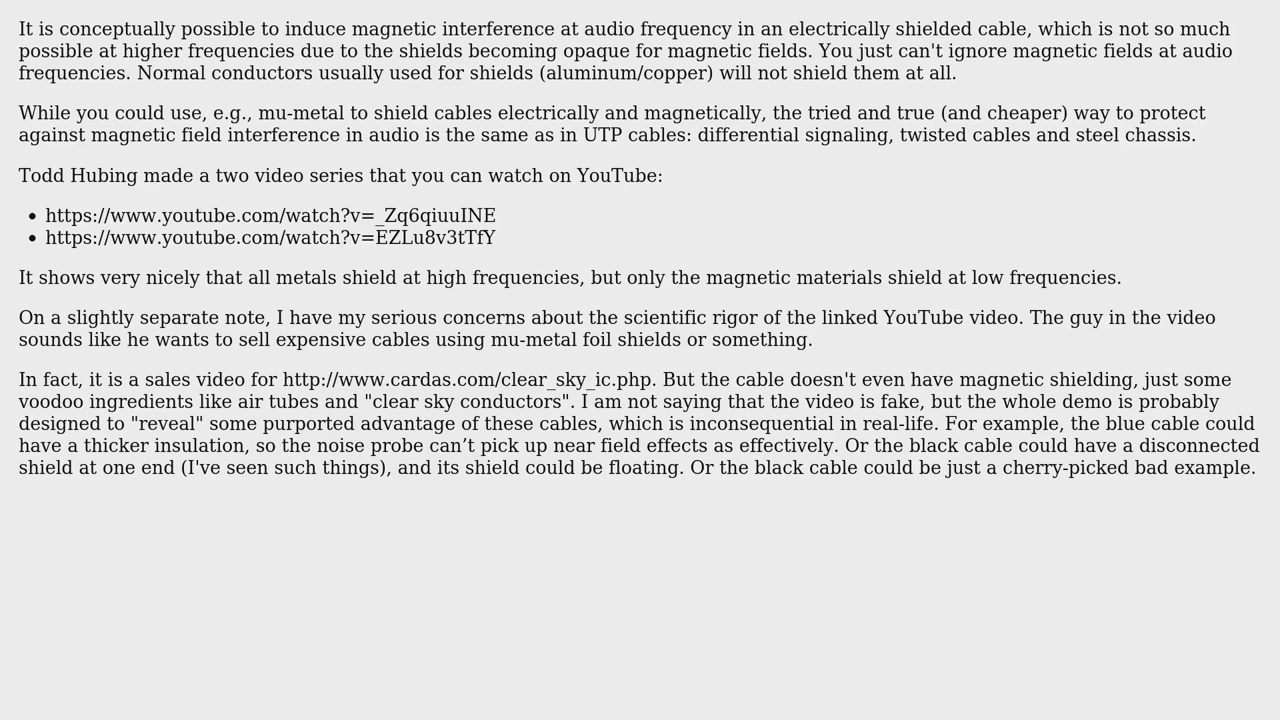 It is conceptually possible to induce magnetic interference at audio frequency in an electrically shielded cable, which is not so much
possible at higher frequencies due to the shields becoming opaque for magnetic fields. You just can't ignore magnetic fields at audio
frequencies. Normal conductors usually used for shields (aluminum/copper) will not shield them at all.
While you could use, e.g., mu-metal to shield cables electrically and magnetically, the tried and true (and cheaper) way to protect
against magnetic field interference in audio is the same as in UTP cables: differential signaling, twisted cables and steel chassis.
Todd Hubing made a two video series that you can watch on YouTube:
• https://www.youtube.com/watch?v=_Zq6qiuuINE
• https://www.youtube.com/watch?v=EZLu8v3tTfY
It shows very nicely that all metals shield at high frequencies, but only the magnetic materials shield at low frequencies.
On a slightly separate note, I have my serious concerns about the scientific rigor of the linked YouTube video. The guy in the video
sounds like he wants to sell expensive cables using mu-metal foil shields or something.
In fact, it is a sales video for http://www.cardas.com/clear_sky_ic.php. But the cable doesn't even have magnetic shielding, just some
voodoo ingredients like air tubes and "clear sky conductors". I am not saying that the video is fake, but the whole demo is probably
designed to "reveal" some purported advantage of these cables, which is inconsequential in real-life. For example, the blue cable could
have a thicker insulation, so the noise probe can’t pick up near field effects as effectively. Or the black cable could have a disconnected
shield at one end (I've seen such things), and its shield could be floating. Or the black cable could be just a cherry-picked bad example.